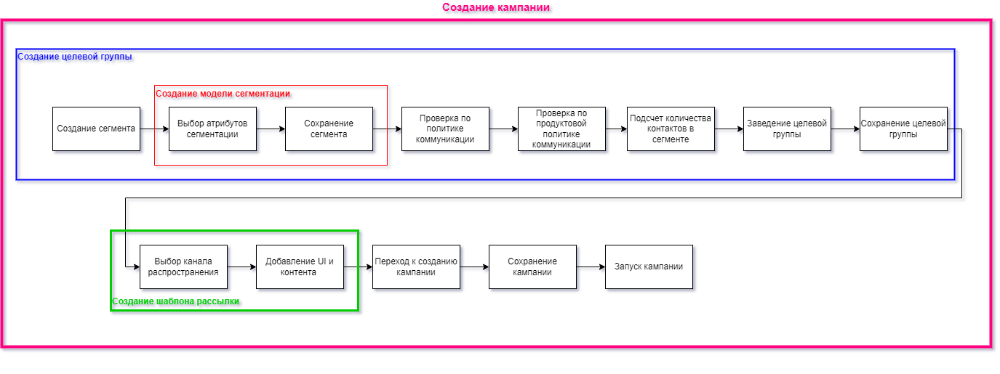 Создание кампании
Создание целевой группы
Создание модели сегментации
Создание сегмента
Выбор атрибутов
сегментации
Сохранение
сегмента
Проверка по
политике
коммуникации
Проверка по
продуктовой
политике
коммуникации
Подсчет количества
контактов в
сегменте
Заведение целевой
группы
Сохранение целевой
группы
Выбор канала
распространения
Добавление UI и
контента
Переход к созданию
кампании
Сохранение
кампании
Запуск кампании
Создание шаблона рассылки